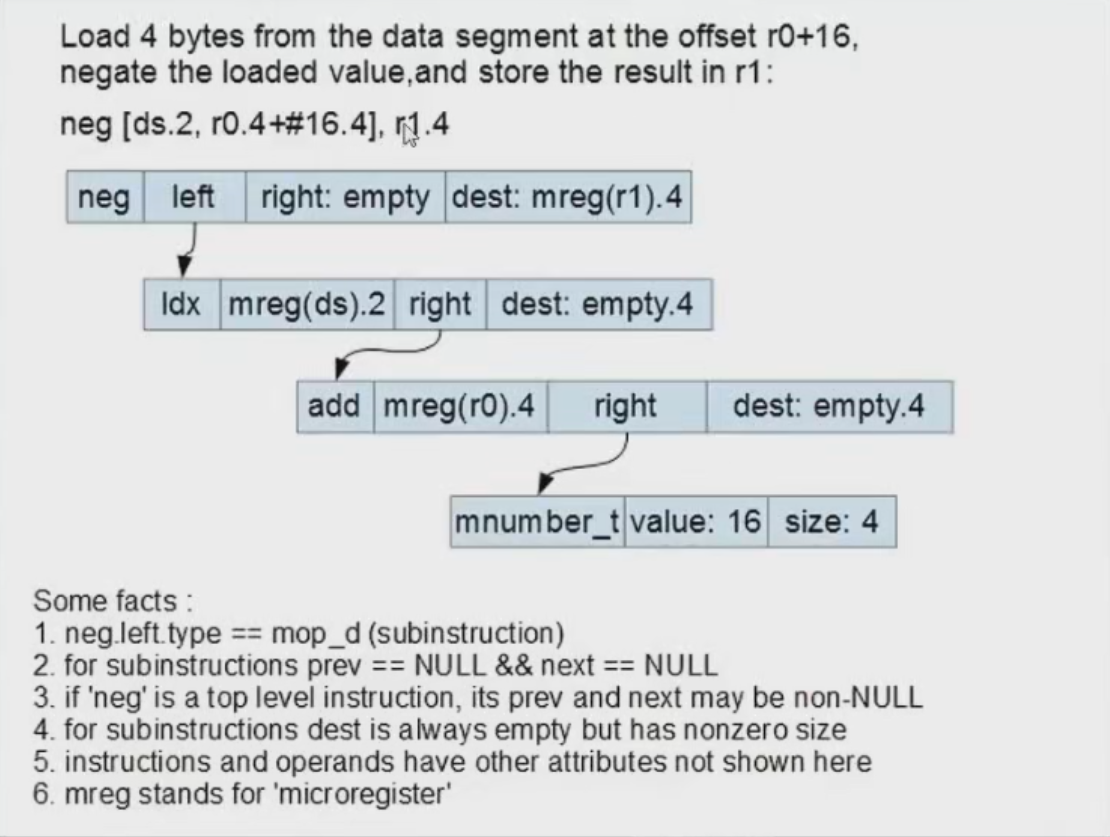 Load 4 bytes from the data segment at the offset r0+16,
negate the loaded value,and store the result in r1:
neg [ds.2, r0.4+#16.4], r1.4
neg left right: empty dest: mreg(r1).4
ldx mreg(ds).2 right dest: empty.4
add mreg(r0).4 right dest: empty.4
mnumber_t value: 16 size: 4
Some facts :
1. neg.left.type == mop_d (subinstruction)
2. for subinstructions prev == NULL && next == NULL
3. if 'neg' is a top level instruction, its prev and next may be non-NULL
4. for subinstructions dest is always empty but has nonzero size
5. instructions and operands have other attributes not shown here
6. mreg stands for 'microregister'